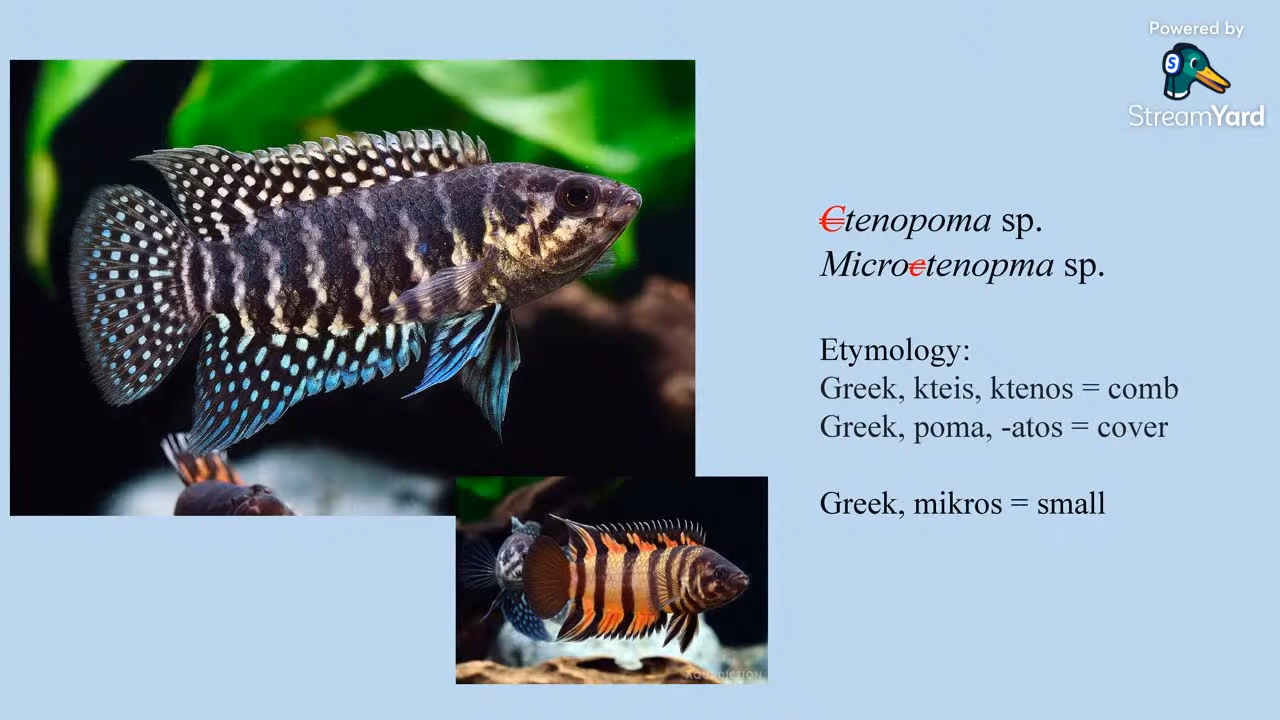 Powered by
StreamYard
Ctenopoma sp.
Microctenopma sp.
Etymology:
Greek, kteis, ktenos = comb
Greek, poma, -atos = cover
Greek, mikros = small
AQUADICTION